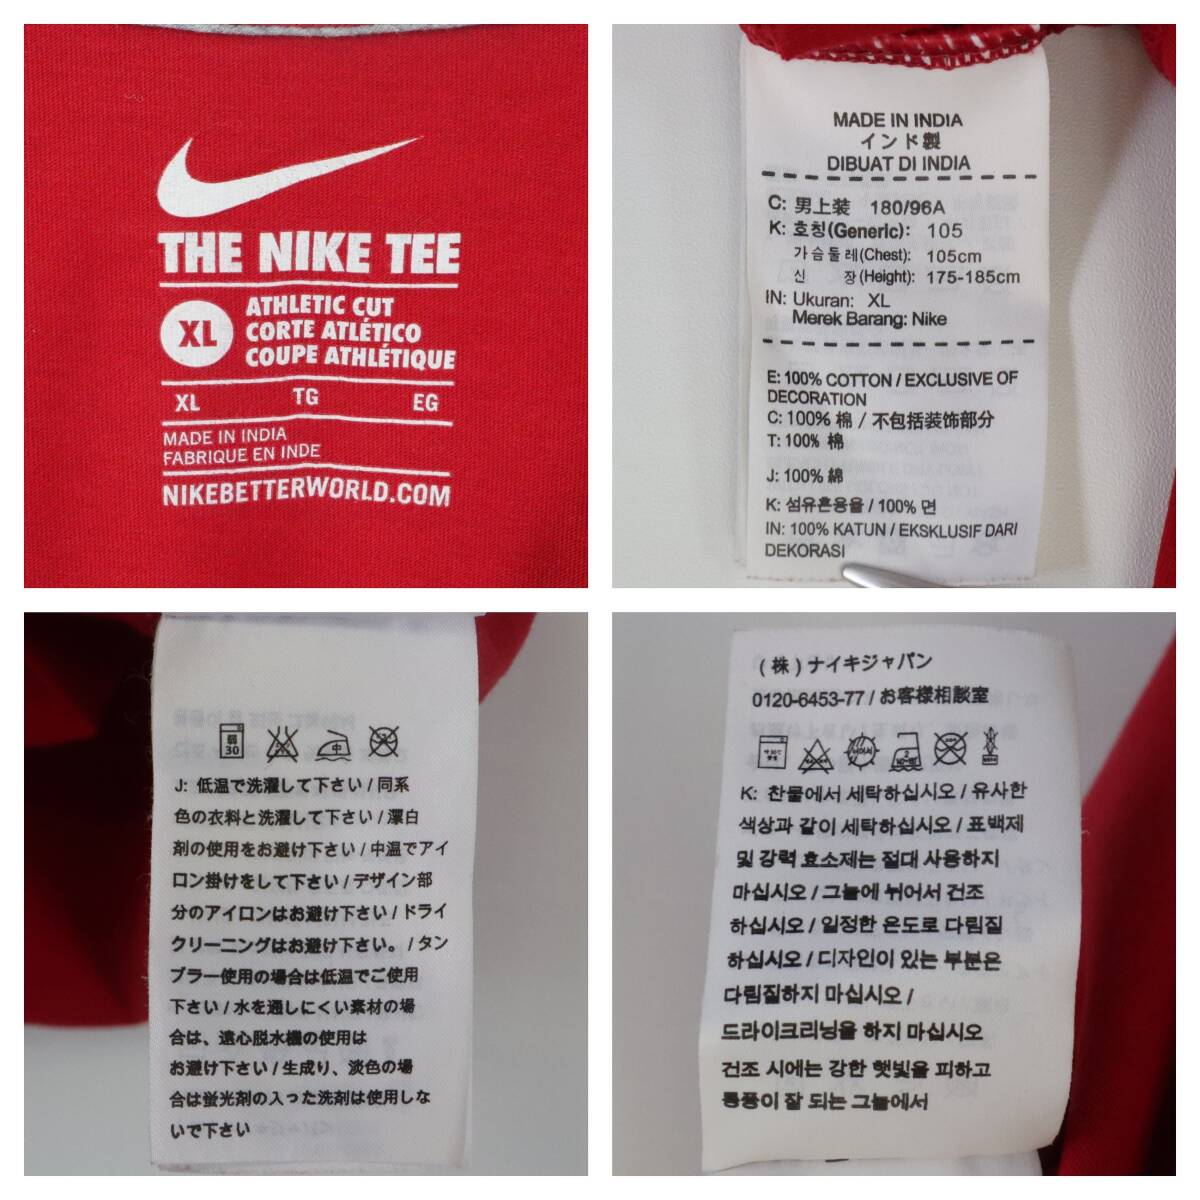 THE NIKE TEE
XL
ATHLETIC CUT
CORTE ATLÉTICO
COUPE ATHLÉTIQUE
XL TG EG
MADE IN INDIA
FABRIQUE EN INDE
NIKEBETTERWORLD.COM
MADE IN INDIA
インド製
DIBUAT DI INDIA
C: 男上装 180/96A
K: 호칭(Generic): 105
가슴둘레(Chest): 105cm
신 장(Height): 175-185cm
IN: Ukuran: XL
Merek Barang: Nike
E: 100% COTTON / EXCLUSIVE OF
DECORATION
C: 100% 棉 / 不包括装饰部分
T: 100% 棉
J: 100% 綿
K: 섬유혼용율 / 100% 면
IN: 100% KATUN / EKSKLUSIF DARI
DEKORASI
弱
30
中
J: 低温で洗濯して下さい / 同系
色の衣料と洗濯して下さい / 漂白
剤の使用をお避け下さい / 中温でアイ
ロン掛けをして下さい / デザイン部
分のアイロンはお避け下さい / ドライ
クリーニングはお避け下さい。/ タン
ブラー使用の場合は低温でご使用
下さい / 水を通しにくい素材の場
合は、遠心脱水機の使用は
お避け下さい / 生成り、淡色の場
合は蛍光剤の入った洗剤は使用しな
いで下さい
(株) ナイキジャパン
0120-6453-77 / お客様相談室
K: 찬물에서 세탁하십시오 / 유사한
색상과 같이 세탁하십시오 / 표백제
및 강력 효소제는 절대 사용하지
마십시오 / 그늘에 뉘어서 건조
하십시오 / 일정한 온도로 다림질
하십시오 / 디자인이 있는 부분은
다림질하지 마십시오 /
드라이크리닝을 하지 마십시오
건조 시에는 강한 햇빛을 피하고
통풍이 잘 되는 그늘에서